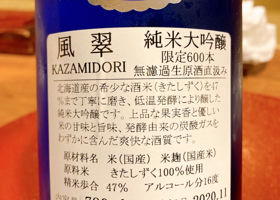 風翠 純米大吟醸
KAZAMIDORI 限定600本
無濾過生原酒直汲み
北海道産の希少な酒米「きたしずく」を47
%まで丁寧に磨き、低温発酵により醸した
純米大吟醸です。上品な果実香と優しい
米の甘味と旨味、発酵由来の炭酸ガスを
わずかに含んだ爽快な酒質です。
原材料名 米(国産) 米麹(国産米)
原料米 きたしずく100%使用
精米歩合 47% アルコール分16度
2020.11